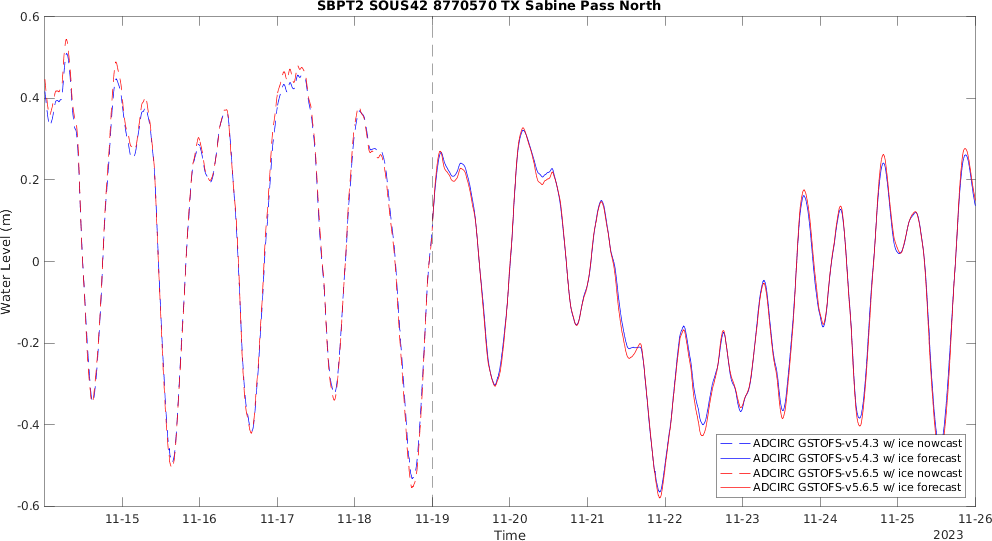 SBPT2 SOUS42 8770570 TX Sabine Pass North
Water Level (m)
0.6
0.4
0.2
0
-0.2
-0.4
-0.6
ADCIRC GSTOFS-v5.4.3 w/ ice nowcast
ADCIRC GSTOFS-v5.4.3 w/ ice forecast
ADCIRC GSTOFS-v5.6.5 w/ ice nowcast
ADCIRC GSTOFS-v5.6.5 w/ ice forecast
11-15 11-16 11-17 11-18 11-19 11-20 11-21 11-22 11-23 11-24 11-25 11-26
Time
2023